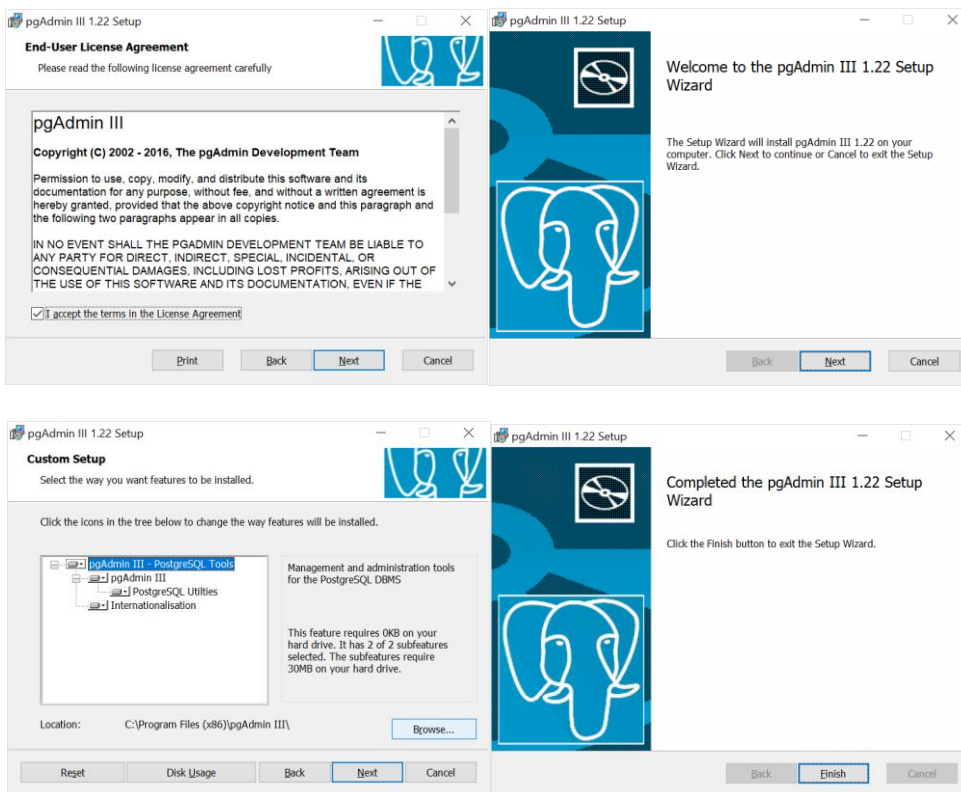 pgAdmin III 1.22 Setup
End-User License Agreement
Please read the following license agreement carefully
pgAdmin III
Copyright (C) 2002 - 2016, The pgAdmin Development Team
Permission to use, copy, modify, and distribute this software and its
documentation for any purpose, without fee, and without a written agreement is
hereby granted, provided that the above copyright notice and this paragraph and
the following two paragraphs appear in all copies.
IN NO EVENT SHALL THE PGADMIN DEVELOPMENT TEAM BE LIABLE TO
ANY PARTY FOR DIRECT, INDIRECT, SPECIAL, INCIDENTAL, OR
CONSEQUENTIAL DAMAGES, INCLUDING LOST PROFITS, ARISING OUT OF
THE USE OF THIS SOFTWARE AND ITS DOCUMENTATION, EVEN IF THE
I accept the terms in the License Agreement
Print Back Next Cancel
pgAdmin III 1.22 Setup
Welcome to the pgAdmin III 1.22 Setup
Wizard
The Setup Wizard will install pgAdmin III 1.22 on your
computer. Click Next to continue or Cancel to exit the Setup
Wizard.
Back Next Cancel
pgAdmin III 1.22 Setup
Custom Setup
Select the way you want features to be installed.
Click the icons in the tree below to change the way features will be installed.
pgAdmin III - PostgreSQL Tools
pgAdmin III
PostgreSQL Utilties
Internationalisation
Management and administration tools
for the PostgreSQL DBMS
This feature requires 0KB on your
hard drive. It has 2 of 2 subfeatures
selected. The subfeatures require
30MB on your hard drive.
Location: C:\Program Files (x86)\pgAdmin III\
Browse...
Reset Disk Usage Back Next Cancel
pgAdmin III 1.22 Setup
Completed the pgAdmin III 1.22 Setup
Wizard
Click the Finish button to exit the Setup Wizard.
Back Finish Cancel